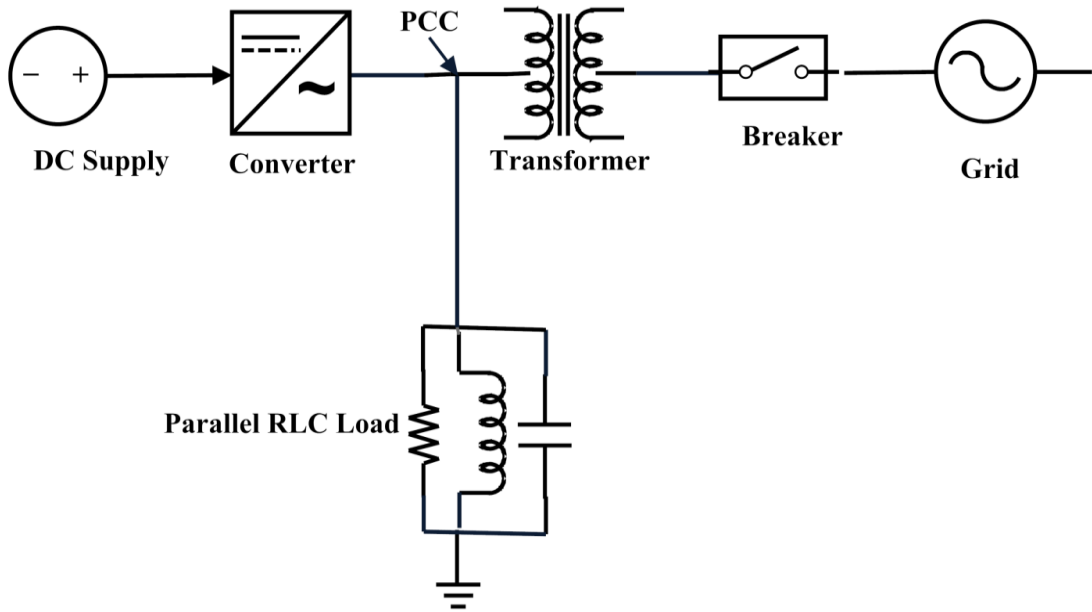 PCC
DC Supply
Converter
Transformer
Breaker
Grid
Parallel RLC Load